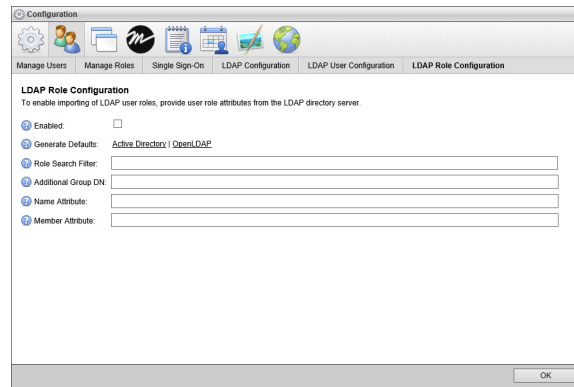 Configuration
Manage Users Manage Roles Single Sign-On LDAP Configuration LDAP User Configuration LDAP Role Configuration
LDAP Role Configuration
To enable importing of LDAP user roles, provide user role attributes from the LDAP directory server.
Enabled:
Generate Defaults: Active Directory | OpenLDAP
Role Search Filter:
Additional Group DN:
Name Attribute:
Member Attribute:
OK